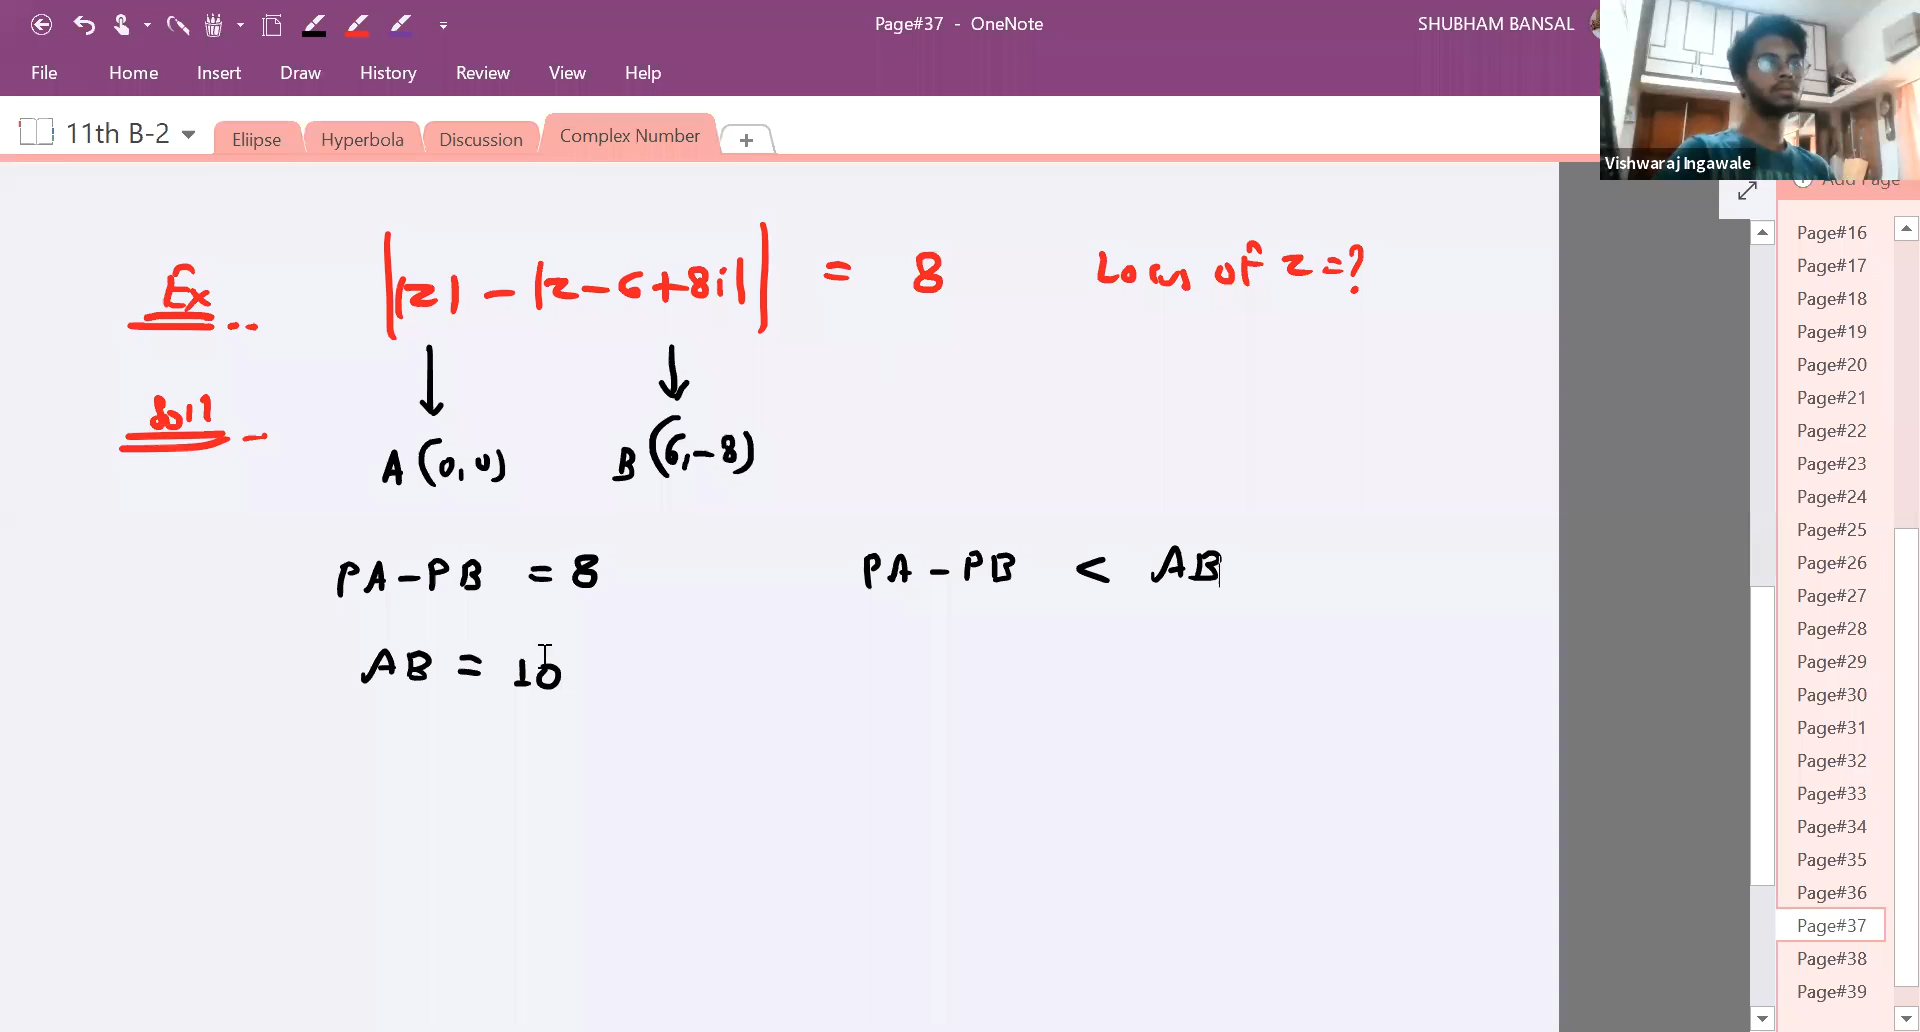 Page#37 - OneNote
SHUBHAM BANSAL
File Home Insert Draw History Review View Help
Vishwaraj Ingawale
11th B-2
Eliipse Hyperbola Discussion Complex Number +
Add Page
Ex ||z| - |z-6+8i|| = 8 Locus of z=?
Sol'l
A(0,0) B(6,-8)
PA-PB = 8 PA-PB < AB
AB = 10
Page#16
Page#17
Page#18
Page#19
Page#20
Page#21
Page#22
Page#23
Page#24
Page#25
Page#26
Page#27
Page#28
Page#29
Page#30
Page#31
Page#32
Page#33
Page#34
Page#35
Page#36
Page#37
Page#38
Page#39